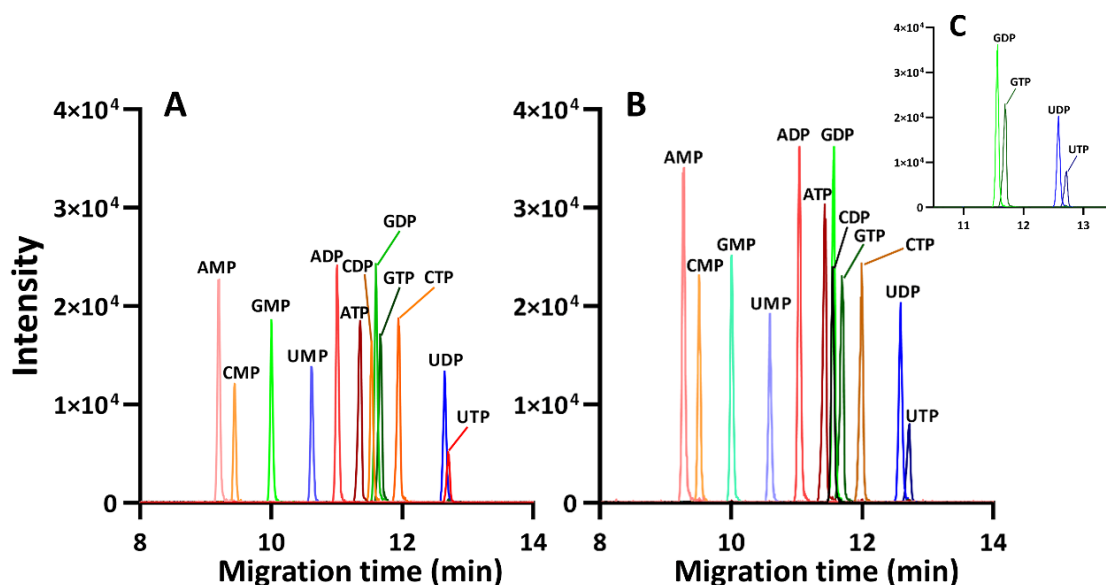 A
Intensity
4×10⁴
3×10⁴
2×10⁴
1×10⁴
0
AMP
CMP
GMP
UMP
ADP
ATP
CDP
GDP
GTP
CTP
UDP
UTP
8
10
12
14
Migration time (min)
B
4×10⁴
3×10⁴
2×10⁴
1×10⁴
0
AMP
CMP
GMP
UMP
ADP
ATP
GDP
CDP
GTP
CTP
UDP
UTP
8
10
12
14
Migration time (min)
C
4×10⁴
3×10⁴
2×10⁴
1×10⁴
0
GDP
GTP
UDP
UTP
11
12
13